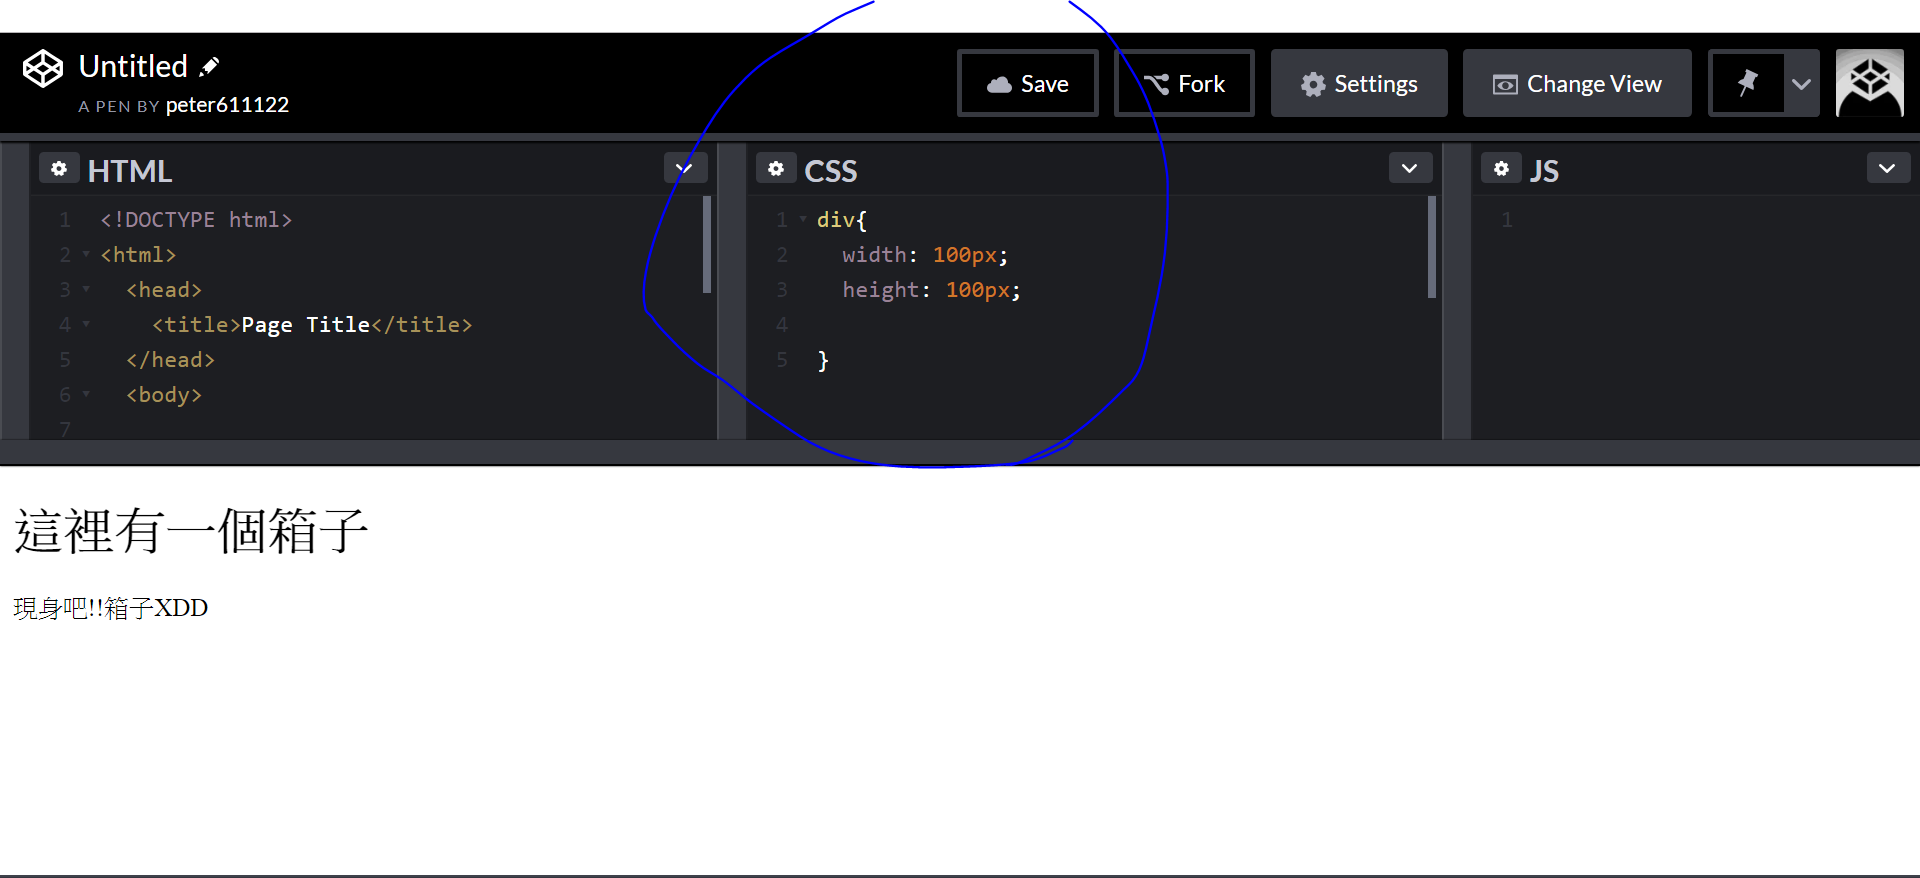 Untitled
A PEN BY peter611122
Save
Fork
Settings
Change View
HTML
1 <!DOCTYPE html>
2 <html>
3 <head>
4 <title>Page Title</title>
5 </head>
6 <body>
7
CSS
1 div{
2 width: 100px;
3 height: 100px;
4
5 }
JS
1
這裡有一個箱子
現身吧!!箱子XDD